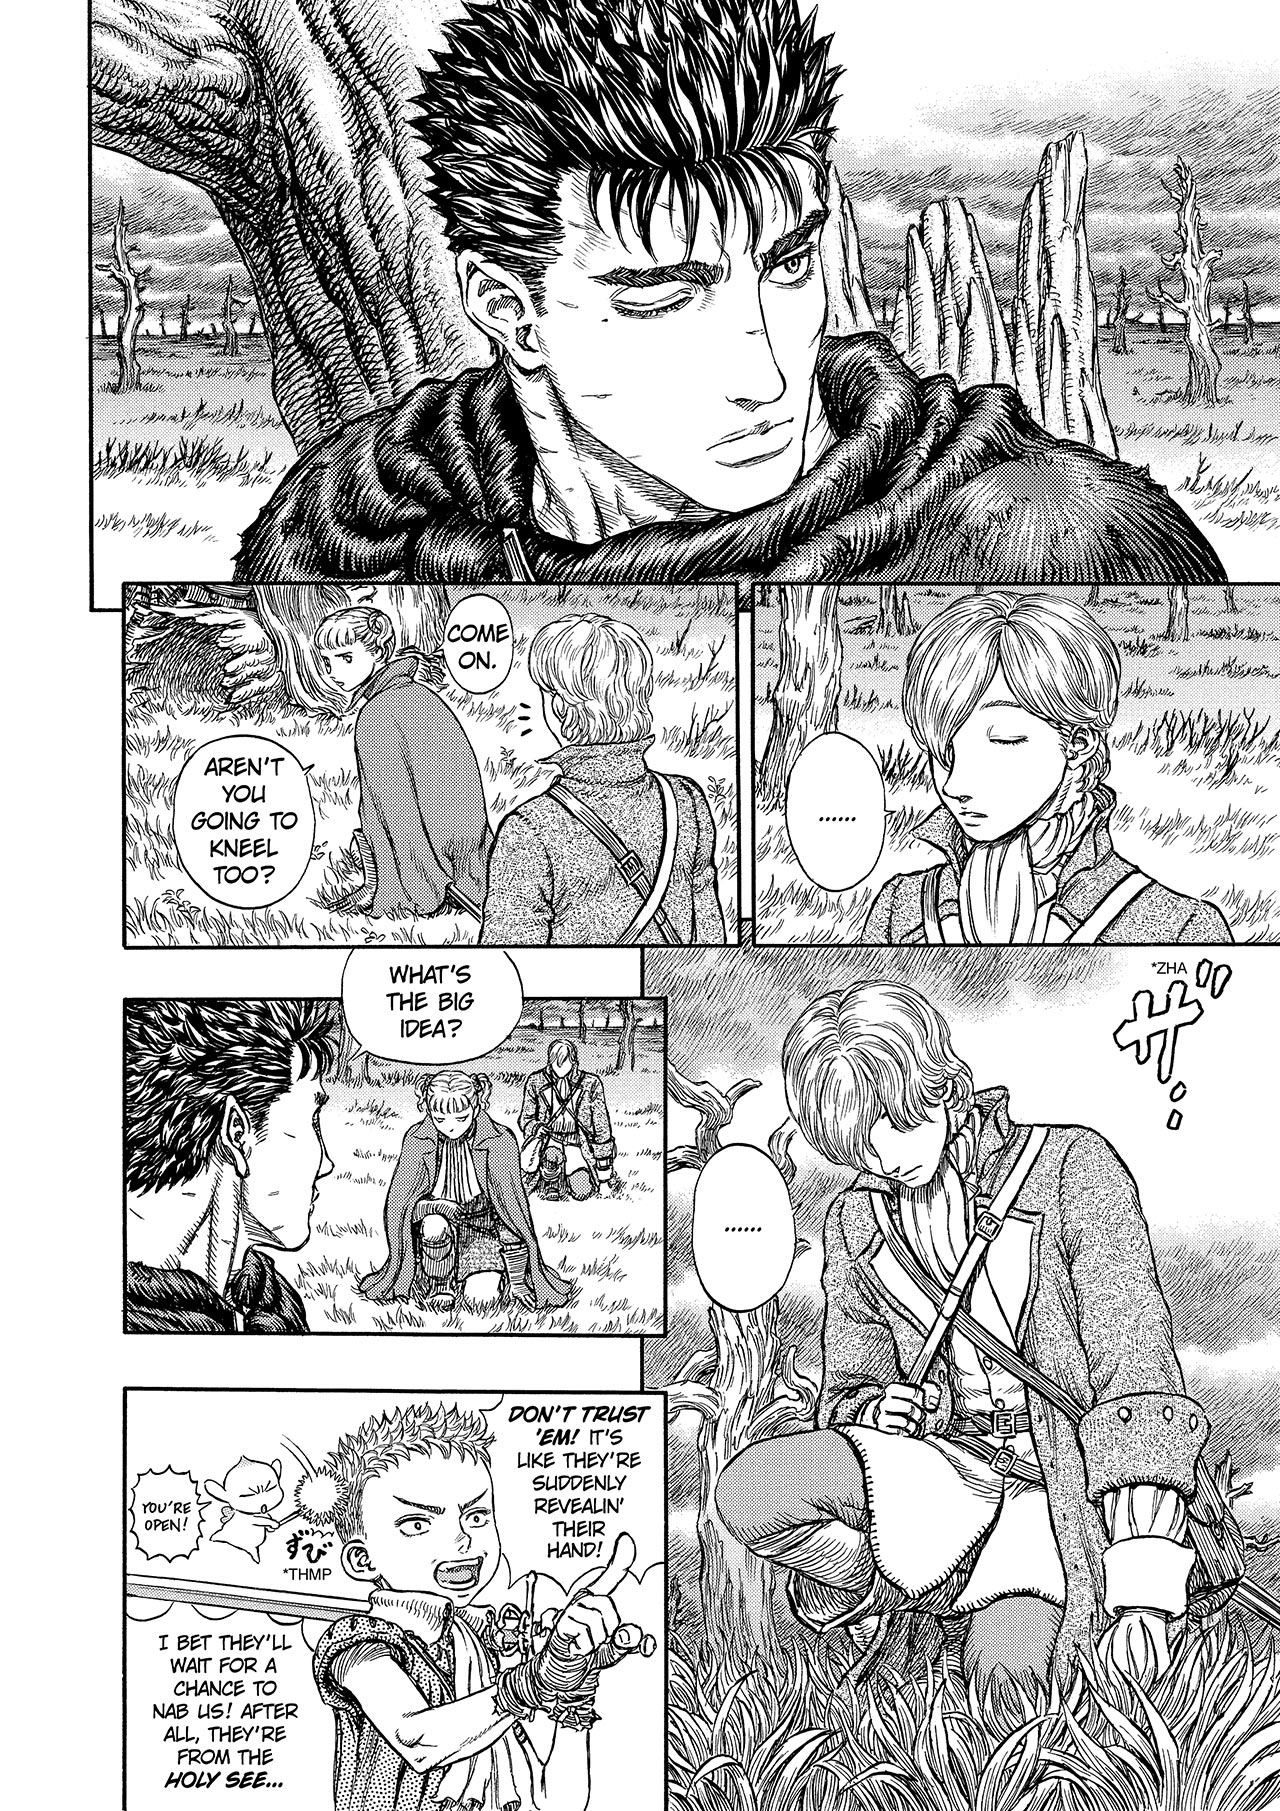 COME
ON.
AREN'T
YOU
GOING TO
KNEEL
TOO?
......
*ZHA
ザ
......
WHAT'S
THE BIG
IDEA?
DON'T TRUST
'EM! IT'S
LIKE THEY'RE
SUDDENLY
REVEALIN'
THEIR
HAND!
YOU'RE
OPEN!
ずび
*THMP
I BET THEY'LL
WAIT FOR A
CHANCE TO
NAB US! AFTER
ALL, THEY'RE
FROM THE
HOLY SEE...